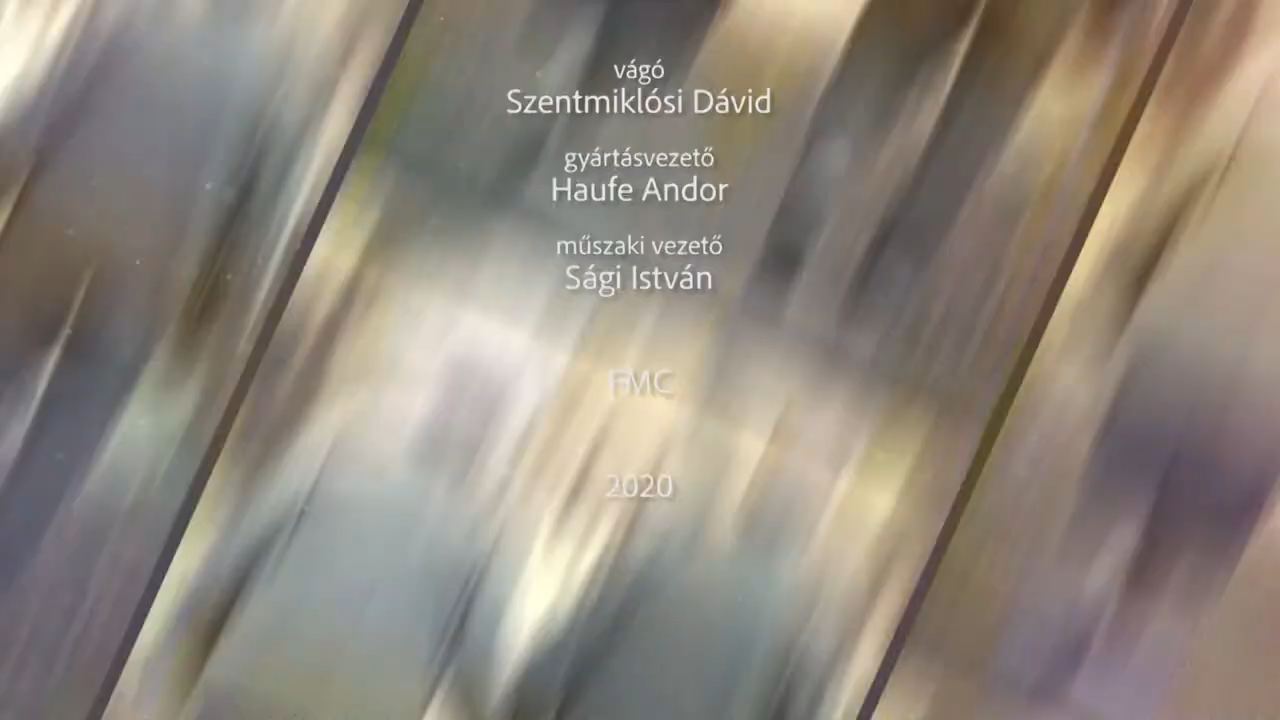 vágó
Szentmiklósi Dávid
gyártásvezető
Haufe Andor
műszaki vezető
Sági István
FMC
2020